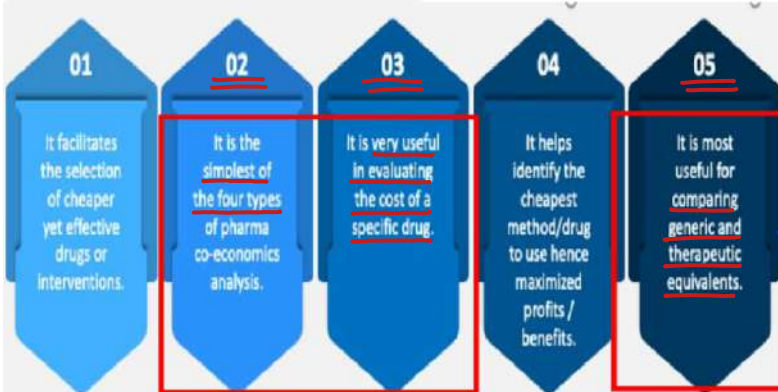 01
It facilitates
the selection
of cheaper
yet effective
drugs or
interventions.
02
It is the
simplest of
the four types
of pharma
co-economics
analysis.
03
It is very useful
in evaluating
the cost of a
specific drug.
04
It helps
identify the
cheapest
method/drug
to use hence
maximized
profits /
benefits.
05
It is most
useful for
comparing
generic and
therapeutic
equivalents.